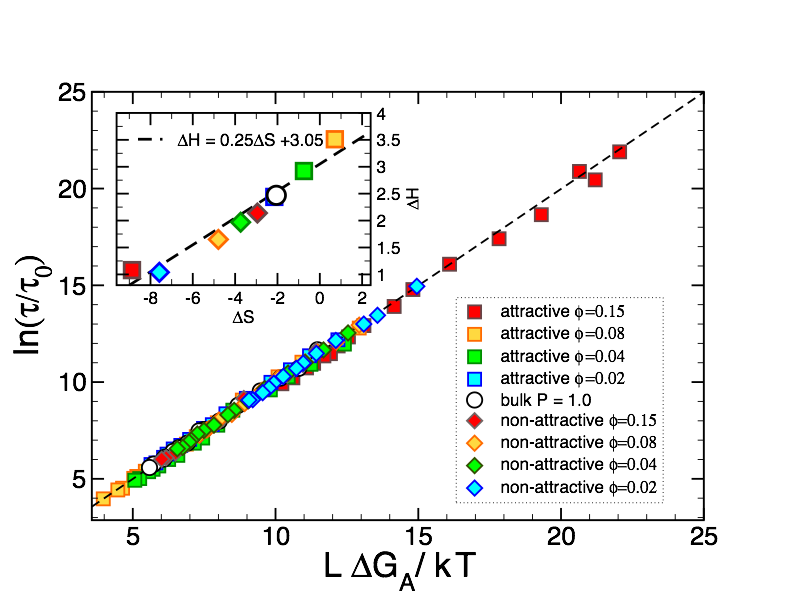 25
20
15
10
5
ln(τ/τ0)
5 10 15 20 25
L ΔGA/ kT
ΔH = 0.25ΔS +3.05
4
3.5
3
2.5
2
1.5
1
ΔH
-8 -6 -4 -2 0 2
ΔS
attractive ϕ=0.15
attractive ϕ=0.08
attractive ϕ=0.04
attractive ϕ=0.02
bulk P = 1.0
non-attractive ϕ=0.15
non-attractive ϕ=0.08
non-attractive ϕ=0.04
non-attractive ϕ=0.02